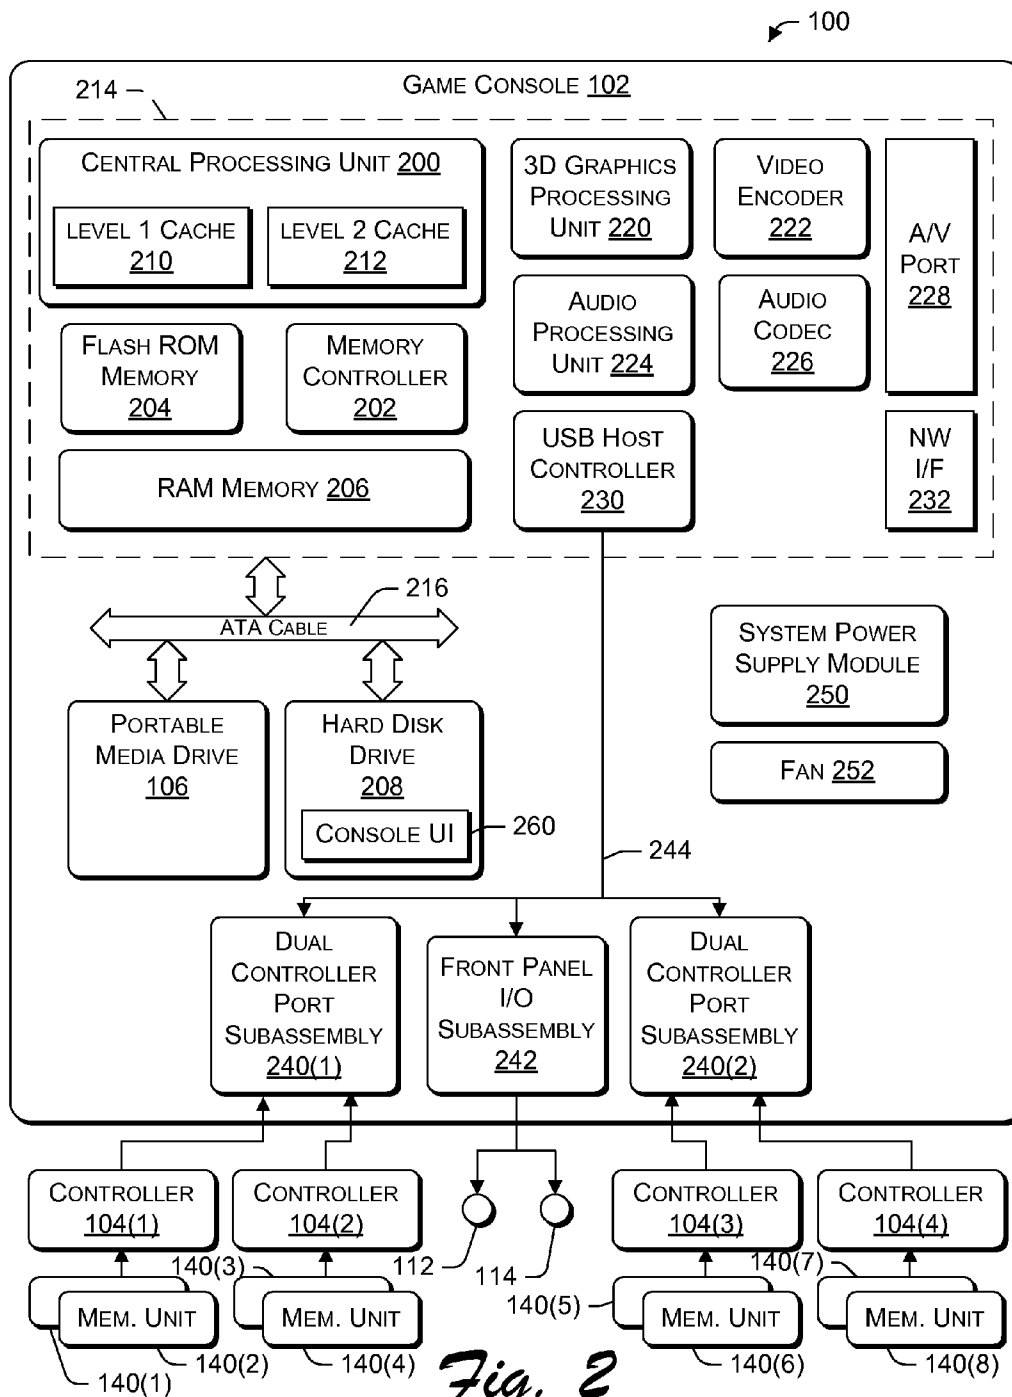 100
GAME CONSOLE 102
214
CENTRAL PROCESSING UNIT 200
LEVEL 1 CACHE
210
LEVEL 2 CACHE
212
3D GRAPHICS
PROCESSING
UNIT 220
VIDEO
ENCODER
222
A/V
PORT
228
FLASH ROM
MEMORY
204
MEMORY
CONTROLLER
202
AUDIO
PROCESSING
UNIT 224
AUDIO
CODEC
226
RAM MEMORY 206
USB HOST
CONTROLLER
230
NW
I/F
232
216
ATA CABLE
SYSTEM POWER
SUPPLY MODULE
250
PORTABLE
MEDIA DRIVE
106
HARD DISK
DRIVE
208
CONSOLE UI
260
FAN 252
244
DUAL
CONTROLLER
PORT
SUBASSEMBLY
240(1)
FRONT PANEL
I/O
SUBASSEMBLY
242
DUAL
CONTROLLER
PORT
SUBASSEMBLY
240(2)
CONTROLLER
104(1)
CONTROLLER
104(2)
112
114
CONTROLLER
104(3)
CONTROLLER
104(4)
140(3)
140(5)
140(7)
MEM. UNIT
MEM. UNIT
MEM. UNIT
MEM. UNIT
140(1)
140(2)
140(4)
140(6)
140(8)
Fig. 2